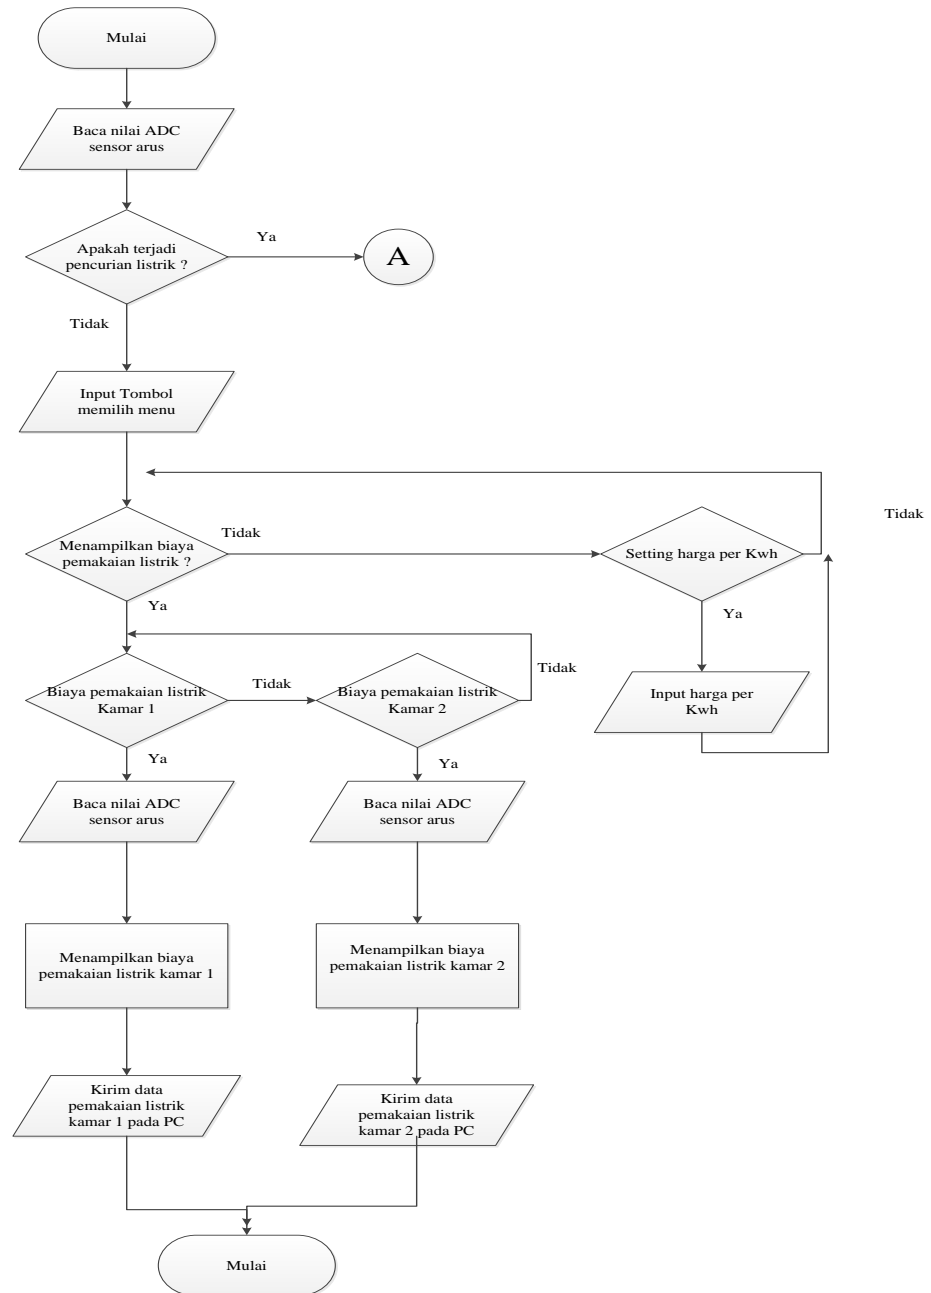 Mulai
Baca nilai ADC
sensor arus
Apakah terjadi
pencurian listrik ?
Ya
A
Tidak
Input Tombol
memilih menu
Menampilkan biaya
pemakaian listrik ?
Tidak
Setting harga per Kwh
Tidak
Ya
Ya
Input harga per
Kwh
Biaya pemakaian listrik
Kamar 1
Tidak
Biaya pemakaian listrik
Kamar 2
Tidak
Ya
Ya
Baca nilai ADC
sensor arus
Baca nilai ADC
sensor arus
Menampilkan biaya
pemakaian listrik kamar 1
Menampilkan biaya
pemakaian listrik kamar 2
Kirim data
pemakaian listrik
kamar 1 pada PC
Kirim data
pemakaian listrik
kamar 2 pada PC
Mulai